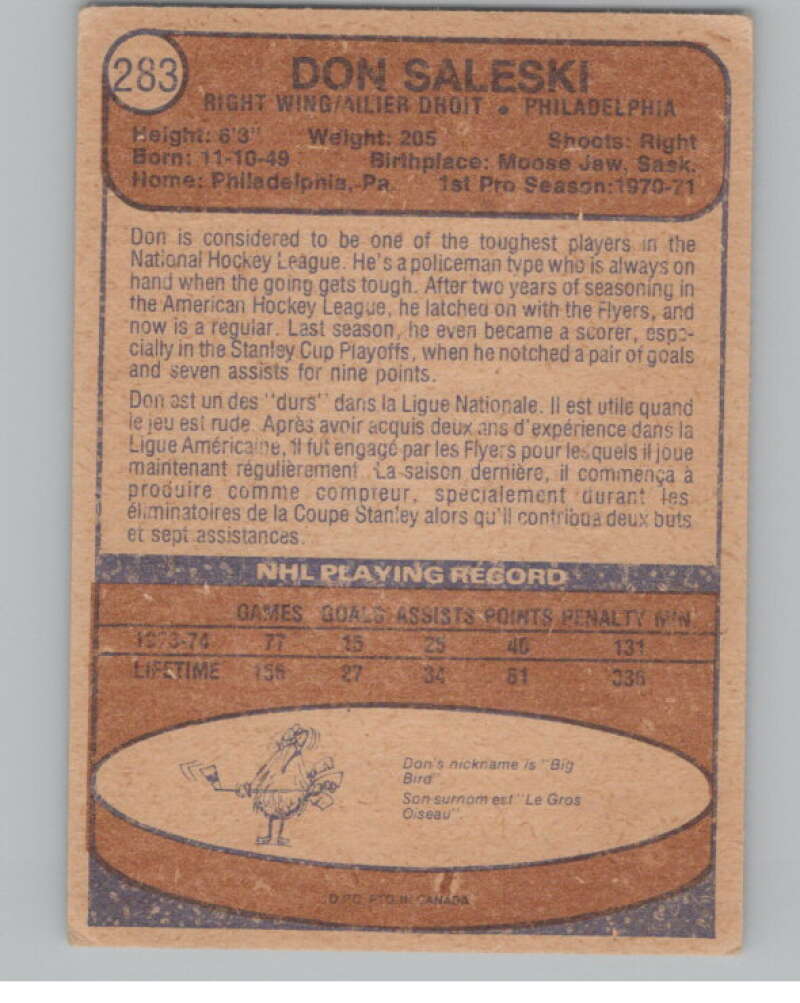 283
DON SALESKI
RIGHT WING/AILIER DROIT • PHILADELPHIA
Height: 6'3" Weight: 205 Shoots: Right
Born: 11-10-49 Birthplace: Moose Jaw, Sask.
Home: Philadelphia, Pa. 1st Pro Season:1970-71
Don is considered to be one of the toughest players in the
National Hockey League. He's a policeman type who is always on
hand when the going gets tough. After two years of seasoning in
the American Hockey League, he latched on with the Flyers, and
now is a regular. Last season, he even became a scorer, espe-
cially in the Stanley Cup Playoffs, when he notched a pair of goals
and seven assists for nine points.
Don est un des "durs" dans la Ligue Nationale. Il est utile quand
le jeu est rude. Après avoir acquis deux ans d'expérience dans la
Ligue Américaine, il fut engagé par les Flyers pour lesquels il joue
maintenant régulièrement. La saison dernière, il commença à
produire comme compteur, specialement durant les
éliminatoires de la Coupe Stanley alors qu'il contribua deux buts
et sept assistances.
NHL PLAYING RECORD
GAMES GOALS ASSISTS POINTS PENALTY MIN
1973-74 77 15 25 40 131
LIFETIME 27 34 61
Don's nickname is "Big
Bird".
Son surnom est "Le Gros
Oiseau".
O.P.C. PTD. IN CANADA